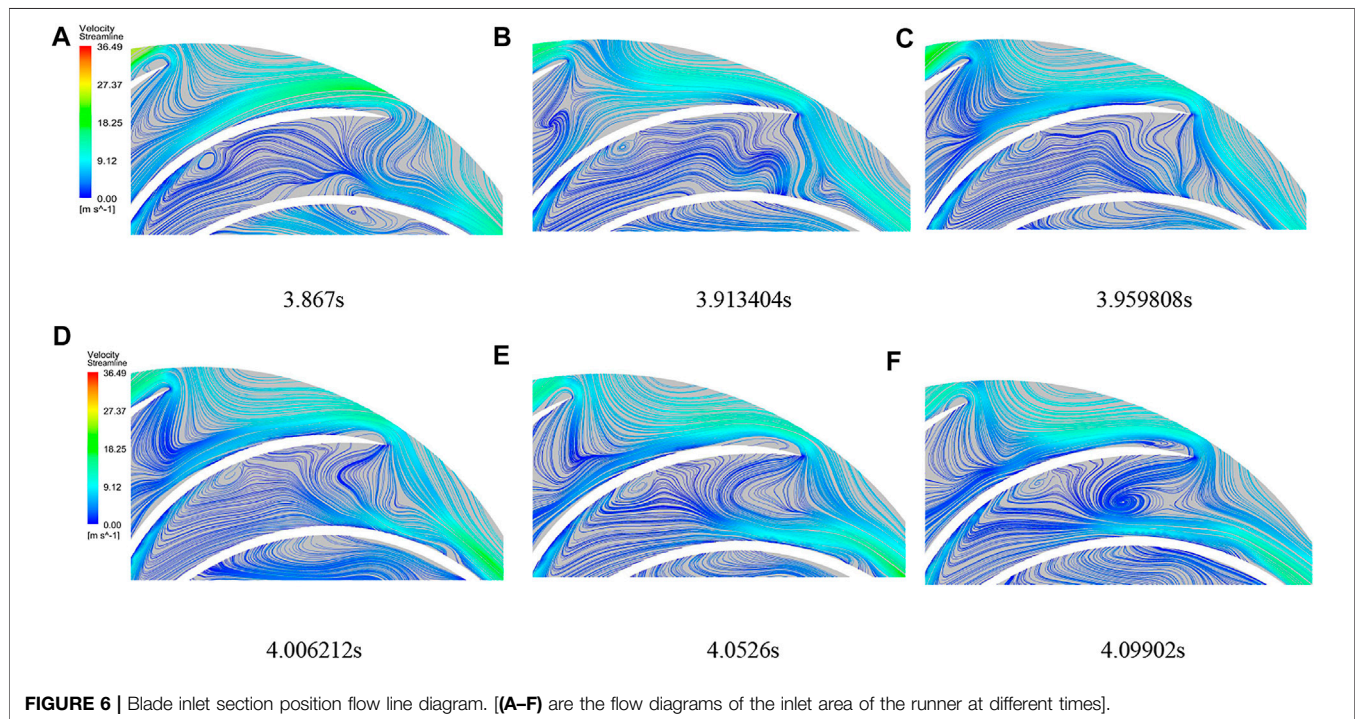 A
Velocity
Streamline
36.49
27.37
18.25
9.12
0.00
[m s^-1]
B
C
3.867s
3.913404s
3.959808s
D
Velocity
Streamline
36.49
27.37
18.25
9.12
0.00
[m s^-1]
E
F
4.006212s
4.0526s
4.09902s
FIGURE 6 | Blade inlet section position flow line diagram. [(A–F) are the flow diagrams of the inlet area of the runner at different times].